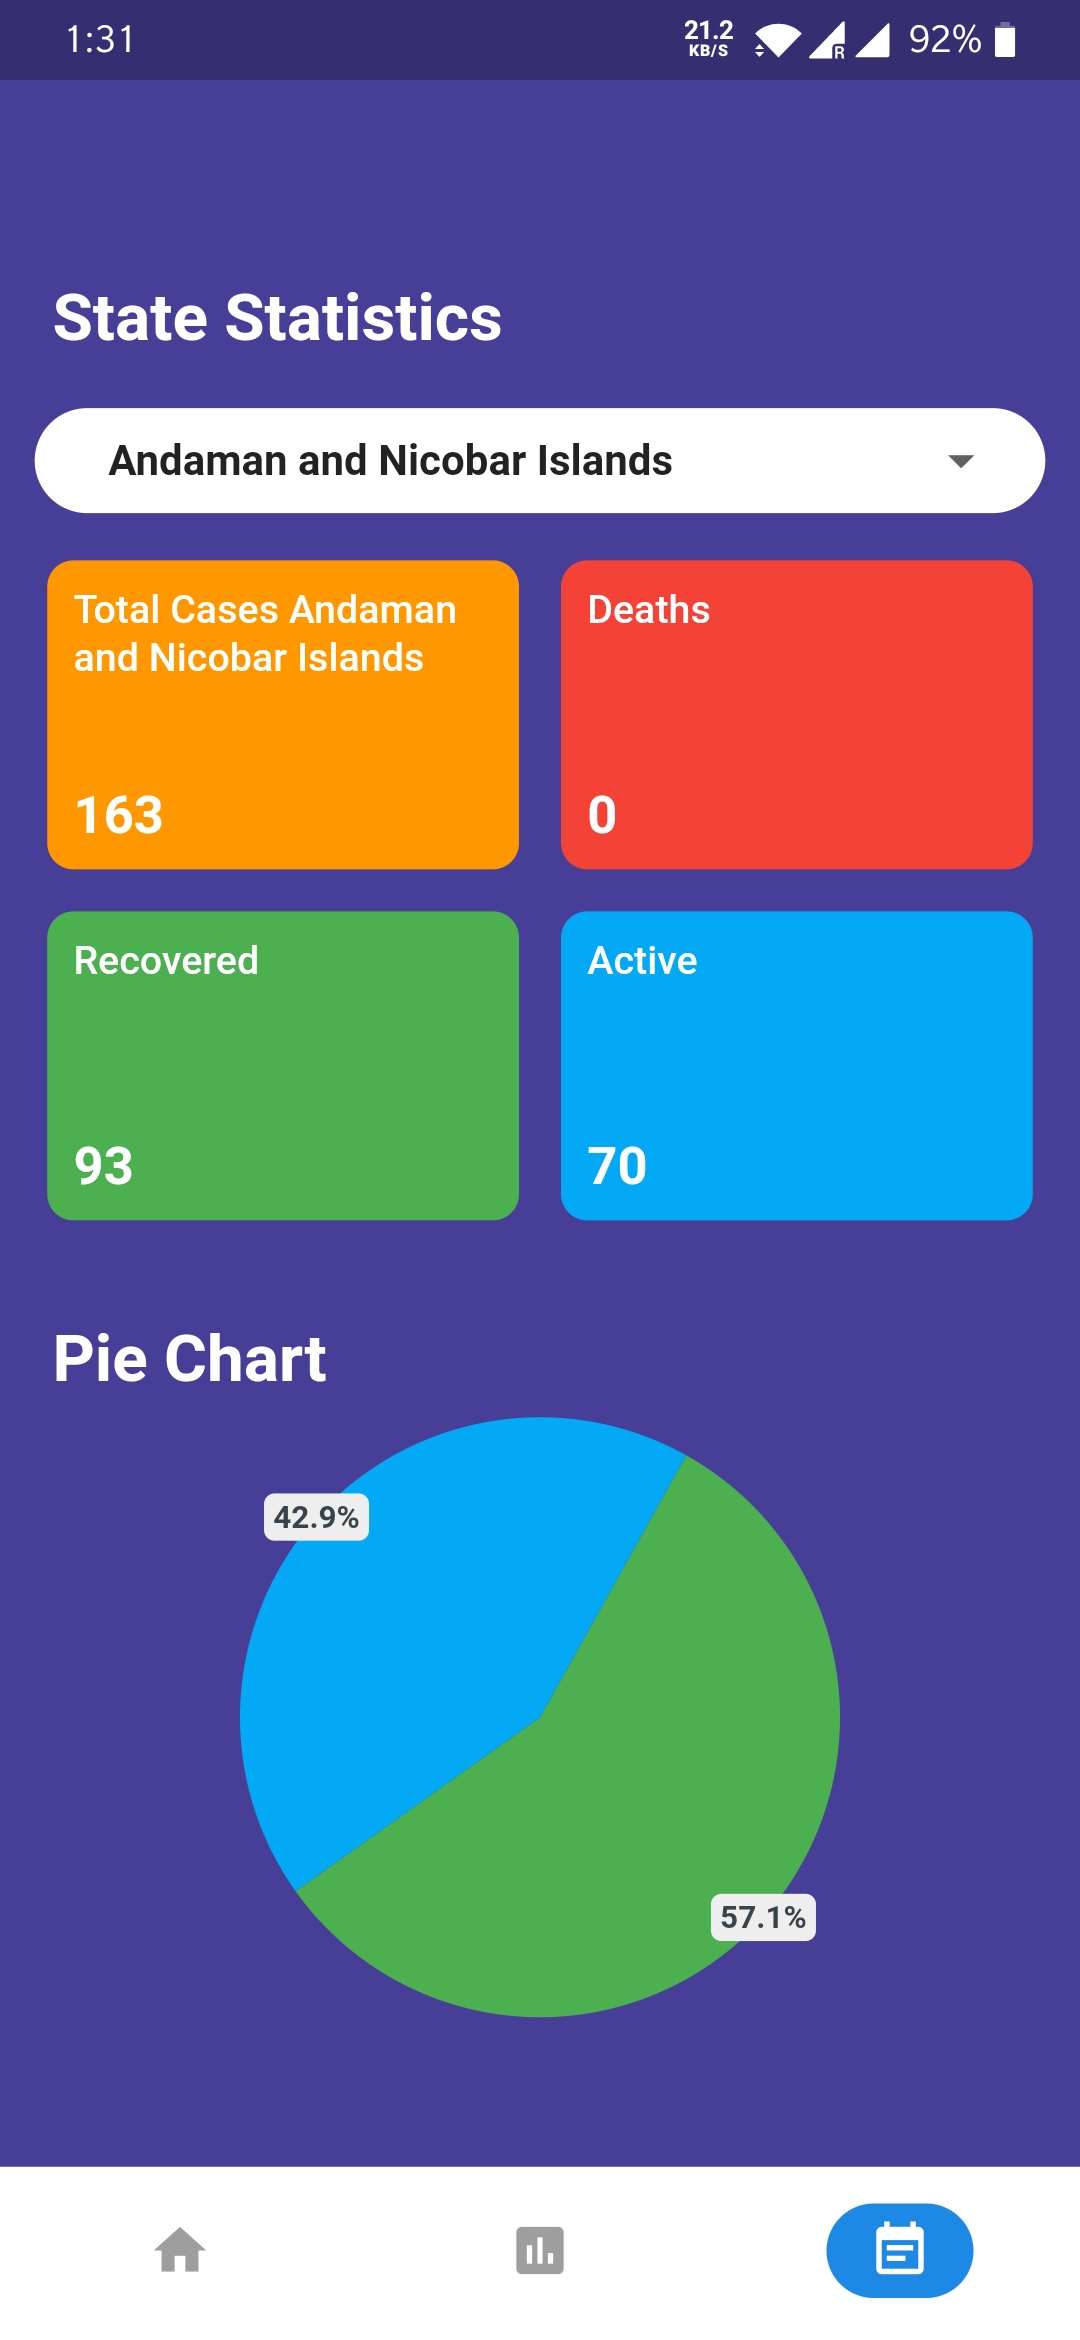 1:31
21.2
KB/S
R
92%
State Statistics
Andaman and Nicobar Islands
Total Cases Andaman
and Nicobar Islands
163
Deaths
0
Recovered
93
Active
70
Pie Chart
42.9%
57.1%